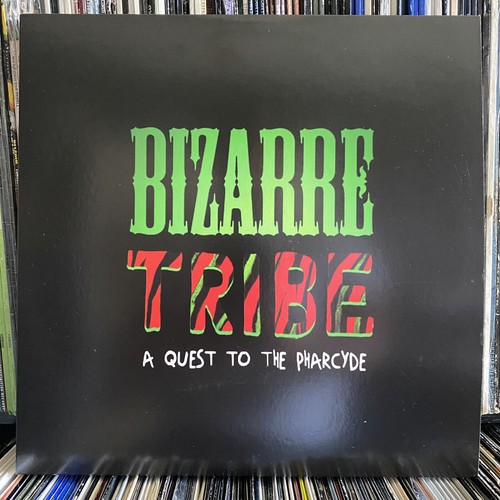 BIZARRE
TRIBE
A QUEST TO THE PHARCYDE